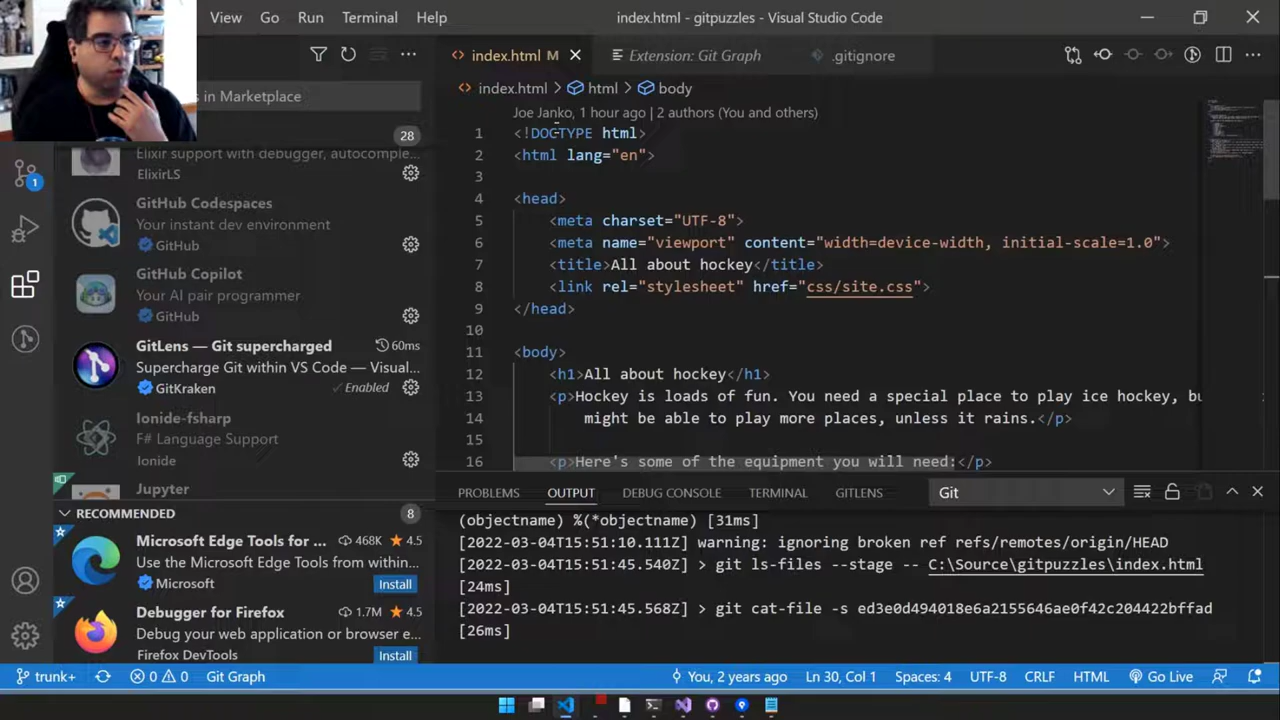 View Go Run Terminal Help index.html - gitpuzzles - Visual Studio Code
index.html M Extension: Git Graph .gitignore
index.html html body
s in Marketplace
Joe Janko, 1 hour ago | 2 authors (You and others)
28
1 <!DOCTYPE html>
2 <html lang="en">
3
4 <head>
5 <meta charset="UTF-8">
6 <meta name="viewport" content="width=device-width, initial-scale=1.0">
7 <title>All about hockey</title>
8 <link rel="stylesheet" href="css/site.css">
9 </head>
10
11 <body>
12 <h1>All about hockey</h1>
13 <p>Hockey is loads of fun. You need a special place to play ice hockey, bu
14 might be able to play more places, unless it rains.</p>
15
16 <p>Here's some of the equipment you will need:</p>
Elixir support with debugger, autocomple...
ElixirLS
GitHub Codespaces
Your instant dev environment
GitHub
GitHub Copilot
Your AI pair programmer
GitHub
GitLens — Git supercharged 60ms
Supercharge Git within VS Code — Visual...
GitKraken Enabled
Ionide-fsharp
F# Language Support
Ionide
Jupyter
RECOMMENDED 8
Microsoft Edge Tools for ... 468K 4.5
Use the Microsoft Edge Tools from within...
Microsoft Install
Debugger for Firefox 1.7M 4.5
Debug your web application or browser e...
Firefox DevTools Install
PROBLEMS OUTPUT DEBUG CONSOLE TERMINAL GITLENS Git
(objectname) %(*objectname) [31ms]
[2022-03-04T15:51:10.111Z] warning: ignoring broken ref refs/remotes/origin/HEAD
[2022-03-04T15:51:45.540Z] > git ls-files --stage -- C:\Source\gitpuzzles\index.html
[24ms]
[2022-03-04T15:51:45.568Z] > git cat-file -s ed3e0d494018e6a2155646ae0f42c204422bffad
[26ms]
1
trunk+ 0 0 Git Graph You, 2 years ago Ln 30, Col 1 Spaces: 4 UTF-8 CRLF HTML Go Live